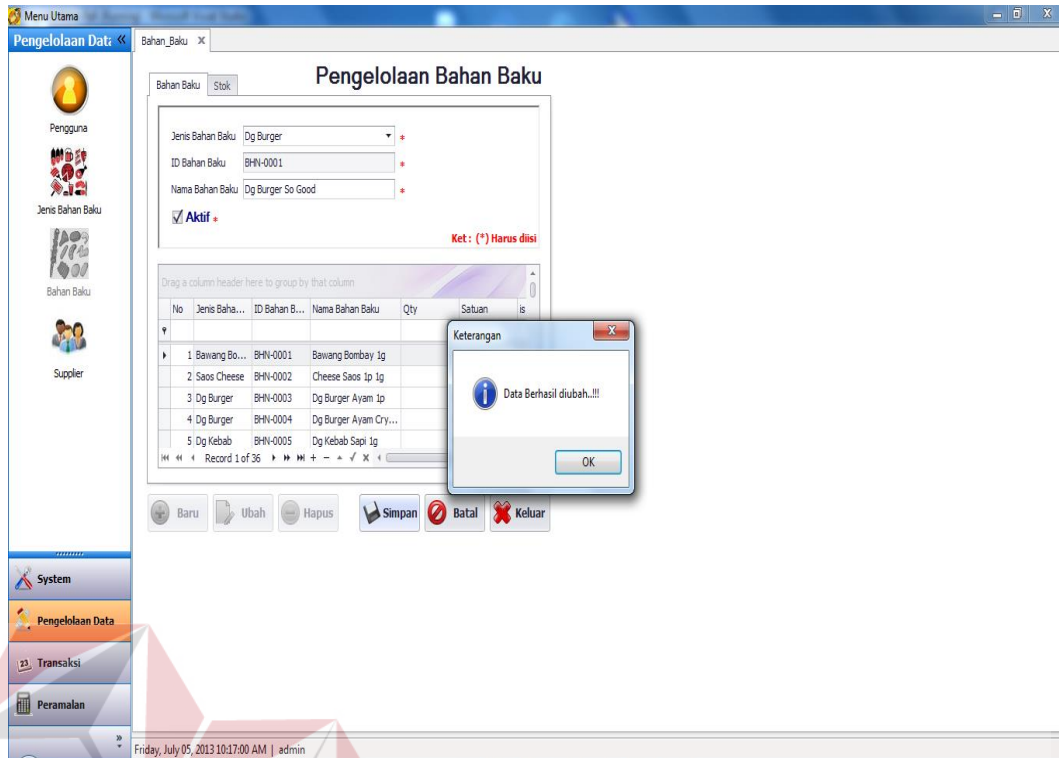 Menu Utama
Pengelolaan Data «
Bahan_Baku x
Pengguna
Jenis Bahan Baku
Bahan Baku
Supplier
System
Pengelolaan Data
23 Transaksi
Peramalan
»
Pengelolaan Bahan Baku
Bahan Baku Stok
Jenis Bahan Baku Dg Burger *
ID Bahan Baku BHN-0001 *
Nama Bahan Baku Dg Burger So Good *
Aktif *
Ket : (*) Harus diisi
Drag a column header here to group by that column
No Jenis Baha... ID Bahan B... Nama Bahan Baku Qty Satuan is
1 Bawang Bo... BHN-0001 Bawang Bombay 1g
2 Saos Cheese BHN-0002 Cheese Saos 1p 1g
3 Dg Burger BHN-0003 Dg Burger Ayam 1p
4 Dg Burger BHN-0004 Dg Burger Ayam Cry...
5 Dg Kebab BHN-0005 Dg Kebab Sapi 1g
Record 1 of 36
Baru Ubah Hapus Simpan Batal Keluar
Keterangan X
Data Berhasil diubah..!!!
OK
Friday, July 05, 2013 10:17:00 AM | admin